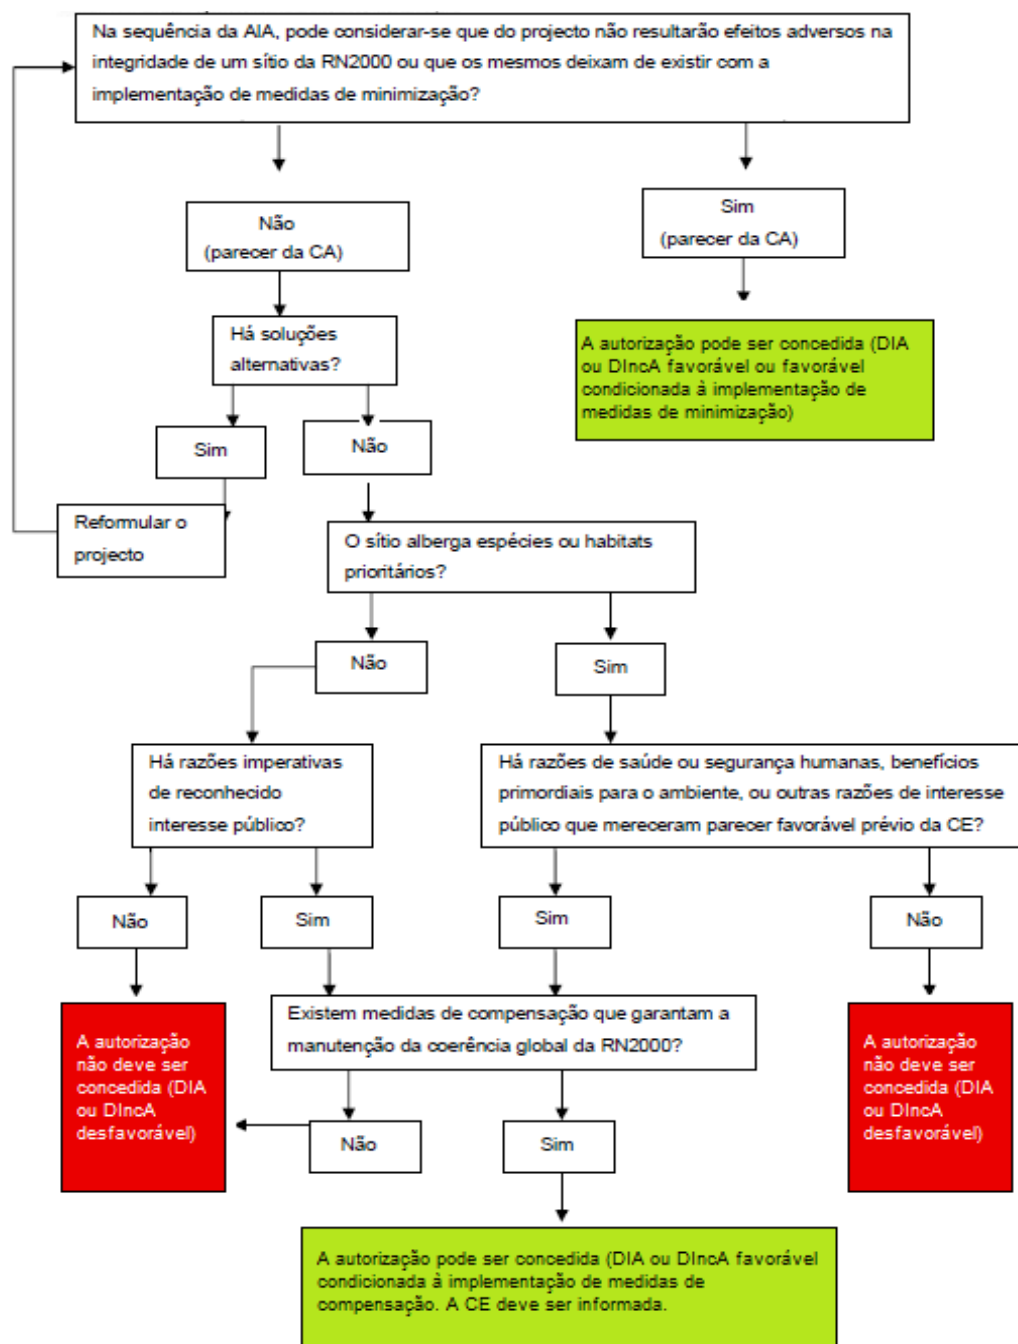 Na sequência da AIA, pode considerar-se que do projecto não resultarão efeitos adversos na
integridade de um sítio da RN2000 ou que os mesmos deixam de existir com a
implementação de medidas de minimização?
Não
(parecer da CA)
Sim
(parecer da CA)
Há soluções
alternativas?
A autorização pode ser concedida (DIA
ou DIncA favorável ou favorável
condicionada à implementação de
medidas de minimização)
Sim
Não
Reformular o
projecto
O sítio alberga espécies ou habitats
prioritários?
Não
Sim
Há razões imperativas
de reconhecido
interesse público?
Há razões de saúde ou segurança humanas, benefícios
primordiais para o ambiente, ou outras razões de interesse
público que mereceram parecer favorável prévio da CE?
Não
Sim
Sim
Não
A autorização
não deve ser
concedida (DIA
ou DIncA
desfavorável)
Existem medidas de compensação que garantam a
manutenção da coerência global da RN2000?
A autorização
não deve ser
concedida (DIA
ou DIncA
desfavorável)
Não
Sim
A autorização pode ser concedida (DIA ou DIncA favorável
condicionada à implementação de medidas de
compensação. A CE deve ser informada.